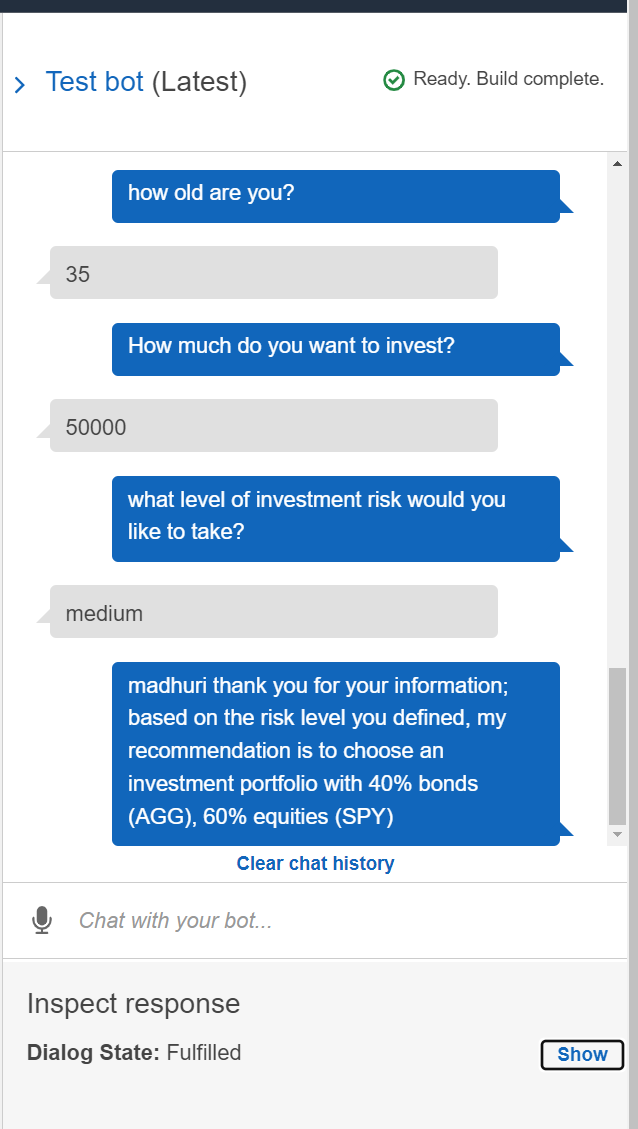 Test bot (Latest)
Ready. Build complete.
how old are you?
35
How much do you want to invest?
50000
what level of investment risk would you
like to take?
medium
madhuri thank you for your information;
based on the risk level you defined, my
recommendation is to choose an
investment portfolio with 40% bonds
(AGG), 60% equities (SPY)
Clear chat history
Chat with your bot...
Inspect response
Dialog State: Fulfilled
Show